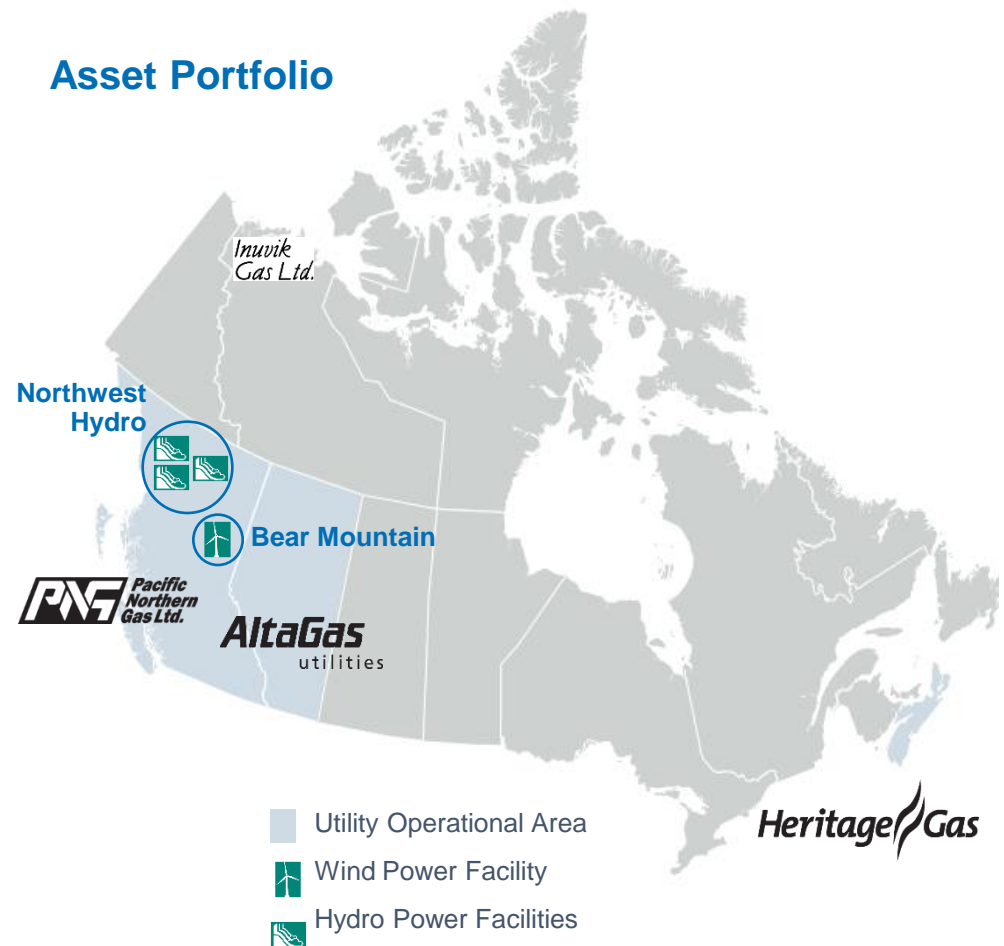 Asset Portfolio
Inuvik
Gas Ltd.
Northwest
Hydro
Bear Mountain
PNG Pacific
Northern
Gas Ltd.
AltaGas
utilities
Heritage Gas
Utility Operational Area
Wind Power Facility
Hydro Power Facilities